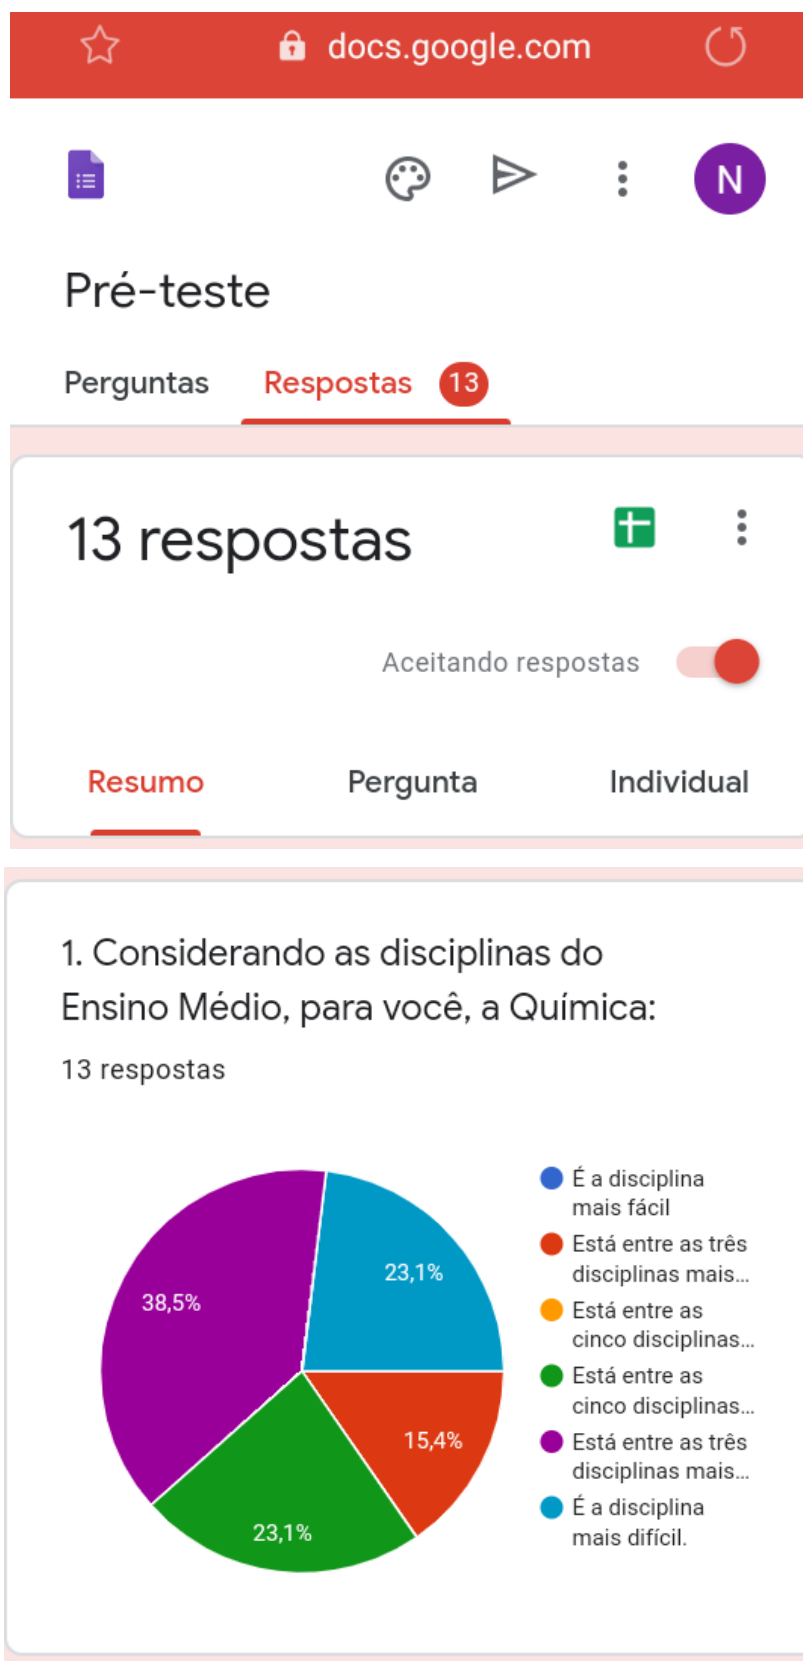 docs.google.com
N
Pré-teste
Perguntas Respostas 13
13 respostas
Aceitando respostas
Resumo Pergunta Individual
1. Considerando as disciplinas do
Ensino Médio, para você, a Química:
13 respostas
38,5%
23,1%
15,4%
23,1%
É a disciplina
mais fácil
Está entre as três
disciplinas mais...
Está entre as
cinco disciplinas...
Está entre as
cinco disciplinas...
Está entre as três
disciplinas mais...
É a disciplina
mais difícil.